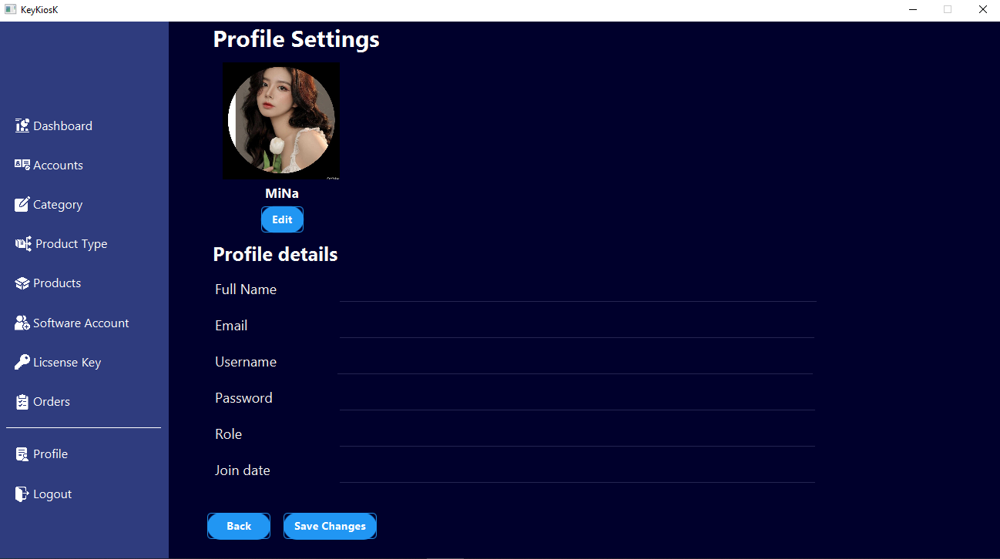 KeyKiosK
Profile Settings
Dashboard
Accounts
Category
Product Type
Products
Software Account
Licsense Key
Orders
Profile
Logout
MiNa
Edit
Profile details
Full Name
Email
Username
Password
Role
Join date
Back
Save Changes